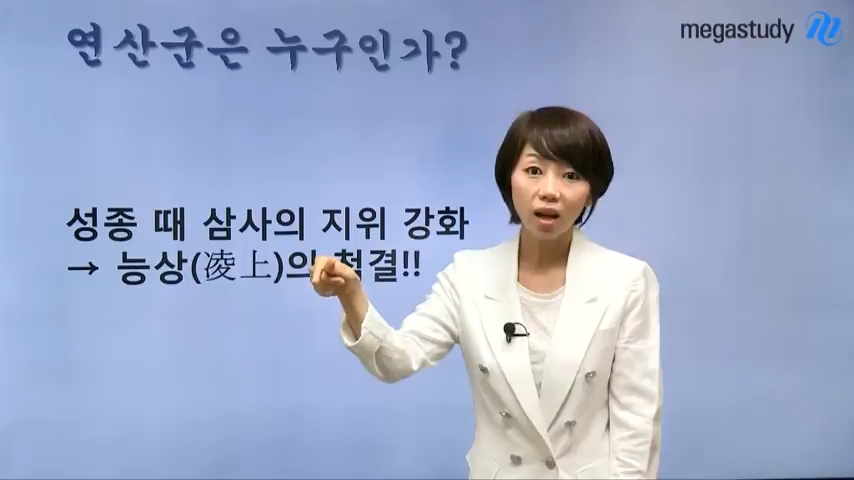 연산군은 누구인가?
megastudy
성종 때 삼사의 지위 강화
→ 능상(凌上)의 척결!!